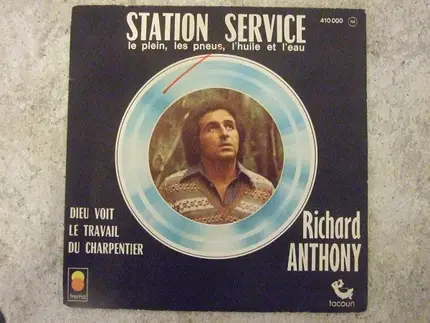 STATION SERVICE
410 000
le plein, les pneus, l'huile et l'eau
DIEU VOIT
LE TRAVAIL
DU CHARPENTIER
Richard
ANTHONY
trema
tacoun